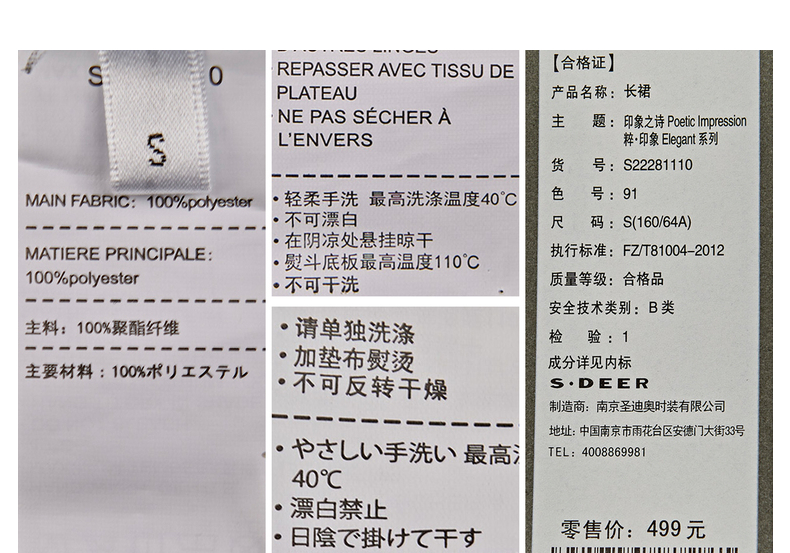 S
0
S
MAIN FABRIC: 100%polyester
MATIERE PRINCIPALE:
100%polyester
主料: 100%聚酯纤维
主要材料:100%ポリエステル
D'AUTRES LINGES
REPASSER AVEC TISSU DE
PLATEAU
NE PAS SÉCHER À
L'ENVERS
•轻柔手洗 最高洗涤温度40℃
•不可漂白
•在阴凉处悬挂晾干
•熨斗底板最高温度110℃
•不可干洗
•请单独洗涤
•加垫布熨烫
•不可反转干燥
•やさしい手洗い 最高
40℃
•漂白禁止
•日陰で掛けて干す
【合格证】
产品名称: 长裙
主 题: 印象之诗 Poetic Impression
粹·印象 Elegant 系列
货 号: S22281110
色 号: 91
尺 码: S(160/64A)
执行标准: FZ/T81004-2012
质量等级: 合格品
安全技术类别: B 类
检 验: 1
成分详见内标
S·DEER
制造商: 南京圣迪奥时装有限公司
地址: 中国南京市雨花台区安德门大街33号
TEL: 4008869981
零售价: 499元